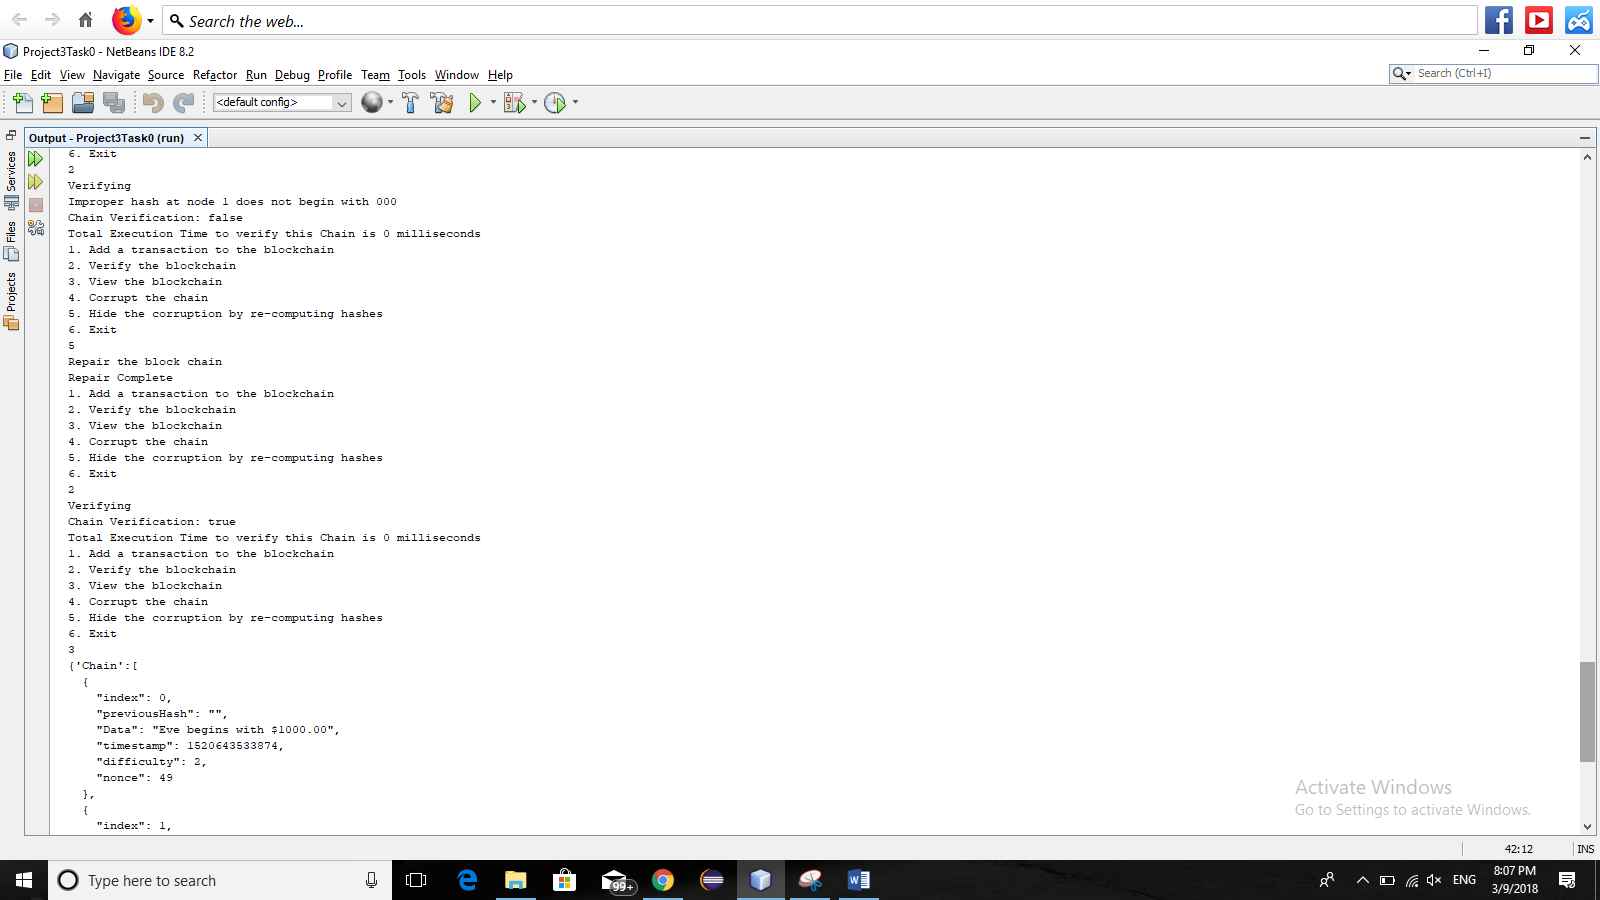 Search the web...
Project3Task0 - NetBeans IDE 8.2
File Edit View Navigate Source Refactor Run Debug Profile Team Tools Window Help
Search (Ctrl+I)
<default config>
Output - Project3Task0 (run)
Services
Files
Projects
6. Exit
2
Verifying
Improper hash at node 1 does not begin with 000
Chain Verification: false
Total Execution Time to verify this Chain is 0 milliseconds
1. Add a transaction to the blockchain
2. Verify the blockchain
3. View the blockchain
4. Corrupt the chain
5. Hide the corruption by re-computing hashes
6. Exit
5
Repair the block chain
Repair Complete
1. Add a transaction to the blockchain
2. Verify the blockchain
3. View the blockchain
4. Corrupt the chain
5. Hide the corruption by re-computing hashes
6. Exit
2
Verifying
Chain Verification: true
Total Execution Time to verify this Chain is 0 milliseconds
1. Add a transaction to the blockchain
2. Verify the blockchain
3. View the blockchain
4. Corrupt the chain
5. Hide the corruption by re-computing hashes
6. Exit
3
{'Chain':[
{
"index": 0,
"previousHash": "",
"Data": "Eve begins with $1000.00",
"timestamp": 1520643533874,
"difficulty": 2,
"nonce": 49
},
{
"index": 1,
Activate Windows
Go to Settings to activate Windows.
42:12 INS
Type here to search
99+
ENG
8:07 PM
3/9/2018